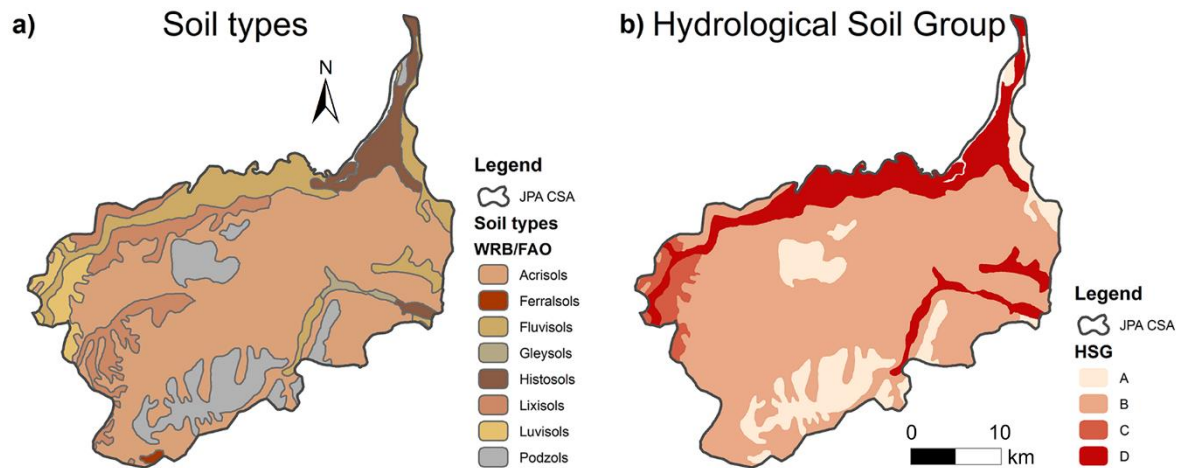 a) Soil types
N
Legend
JPA CSA
Soil types
WRB/FAO
Acrisols
Ferralsols
Fluvisols
Gleysols
Histosols
Lixisols
Luvisols
Podzols
b) Hydrological Soil Group
Legend
JPA CSA
HSG
A
B
C
D
0 10
km